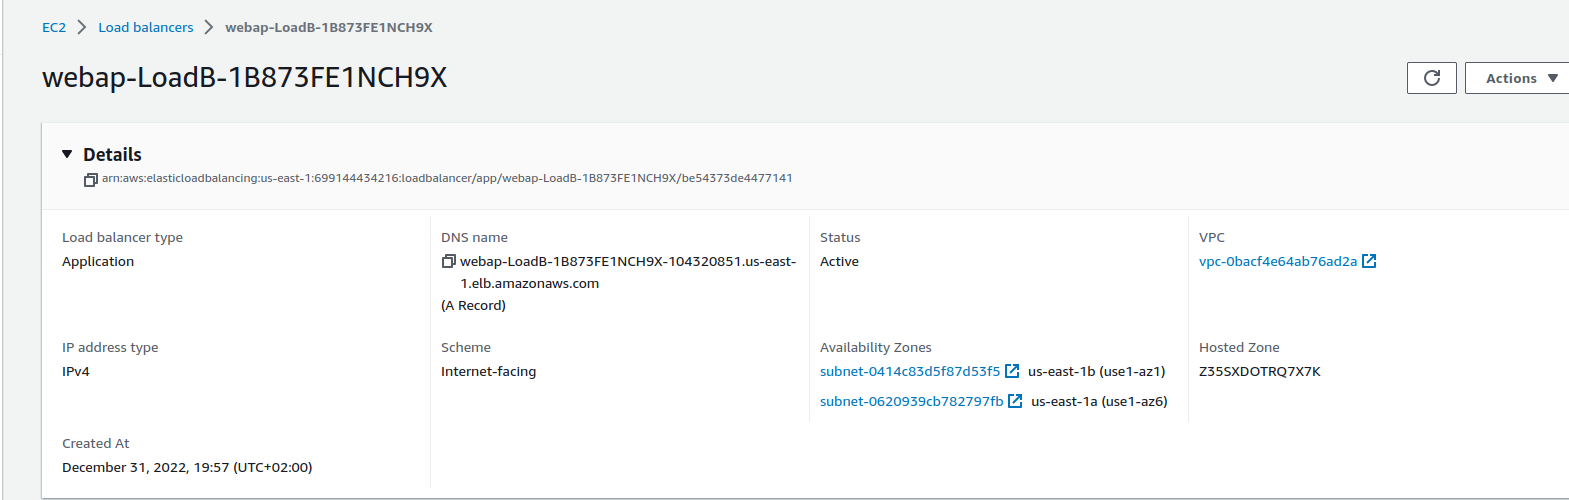 EC2 Load balancers webap-LoadB-1B873FE1NCH9X
webap-LoadB-1B873FE1NCH9X
Actions
Details
arn:aws:elasticloadbalancing:us-east-1:699144434216:loadbalancer/app/webap-LoadB-1B873FE1NCH9X/be54373de4477141
Load balancer type
Application
DNS name
webap-LoadB-1B873FE1NCH9X-104320851.us-east-
1.elb.amazonaws.com
(A Record)
Status
Active
VPC
vpc-0bacf4e64ab76ad2a
IP address type
IPv4
Scheme
Internet-facing
Availability Zones
subnet-0414c83d5f87d53f5 us-east-1b (use1-az1)
subnet-0620939cb782797fb us-east-1a (use1-az6)
Hosted Zone
Z35SXDOTRQ7X7K
Created At
December 31, 2022, 19:57 (UTC+02:00)